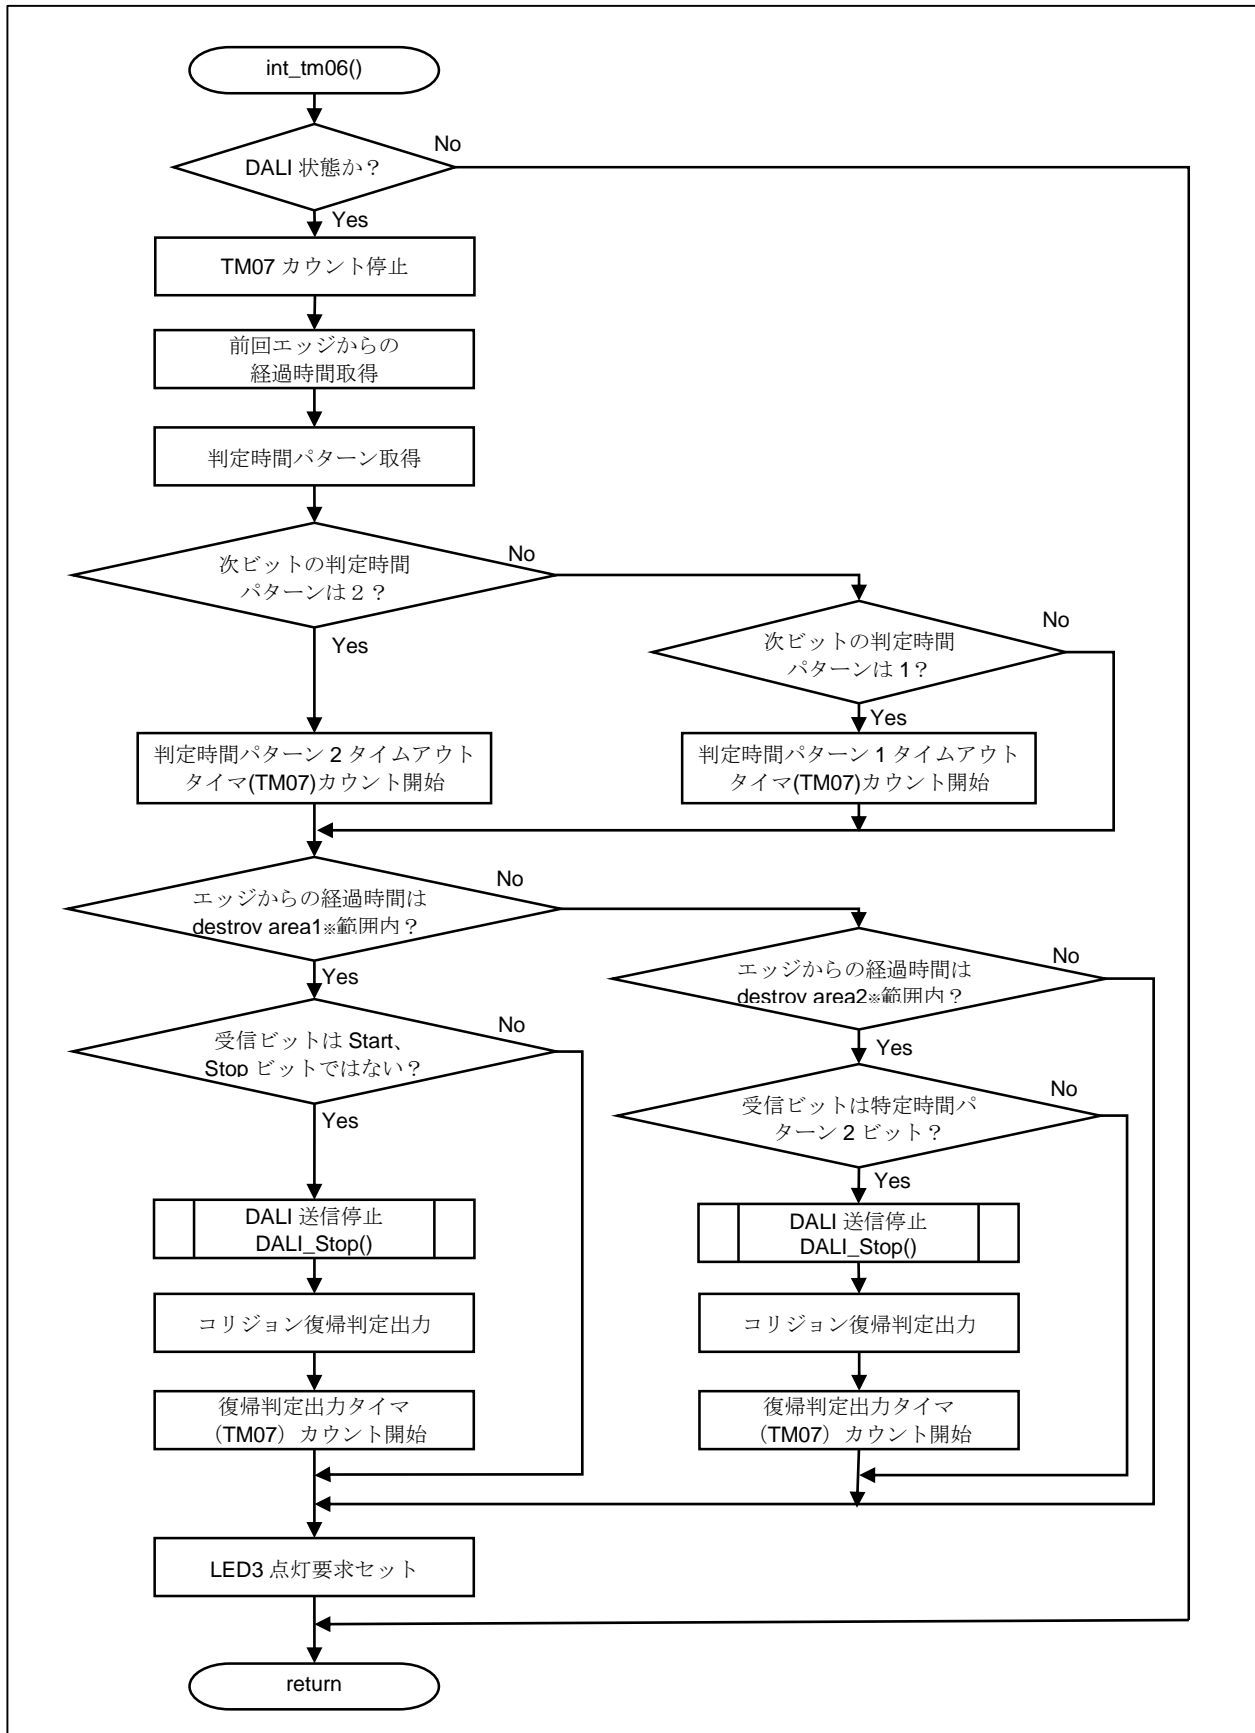 int_tm06()
DALI 状態か？
No
Yes
TM07 カウント停止
前回エッジからの
経過時間取得
判定時間パターン取得
次ビットの判定時間
パターンは２？
No
Yes
次ビットの判定時間
パターンは 1？
No
Yes
判定時間パターン 2 タイムアウト
タイマ(TM07)カウント開始
判定時間パターン 1 タイムアウト
タイマ(TM07)カウント開始
エッジからの経過時間は
destroy area1※範囲内？
No
Yes
エッジからの経過時間は
destroy area2※範囲内？
No
Yes
受信ビットは Start、
Stop ビットではない？
No
Yes
受信ビットは特定時間パ
ターン 2 ビット？
No
Yes
DALI 送信停止
DALI_Stop()
DALI 送信停止
DALI_Stop()
コリジョン復帰判定出力
コリジョン復帰判定出力
復帰判定出力タイマ
（TM07）カウント開始
復帰判定出力タイマ
（TM07）カウント開始
LED3 点灯要求セット
return